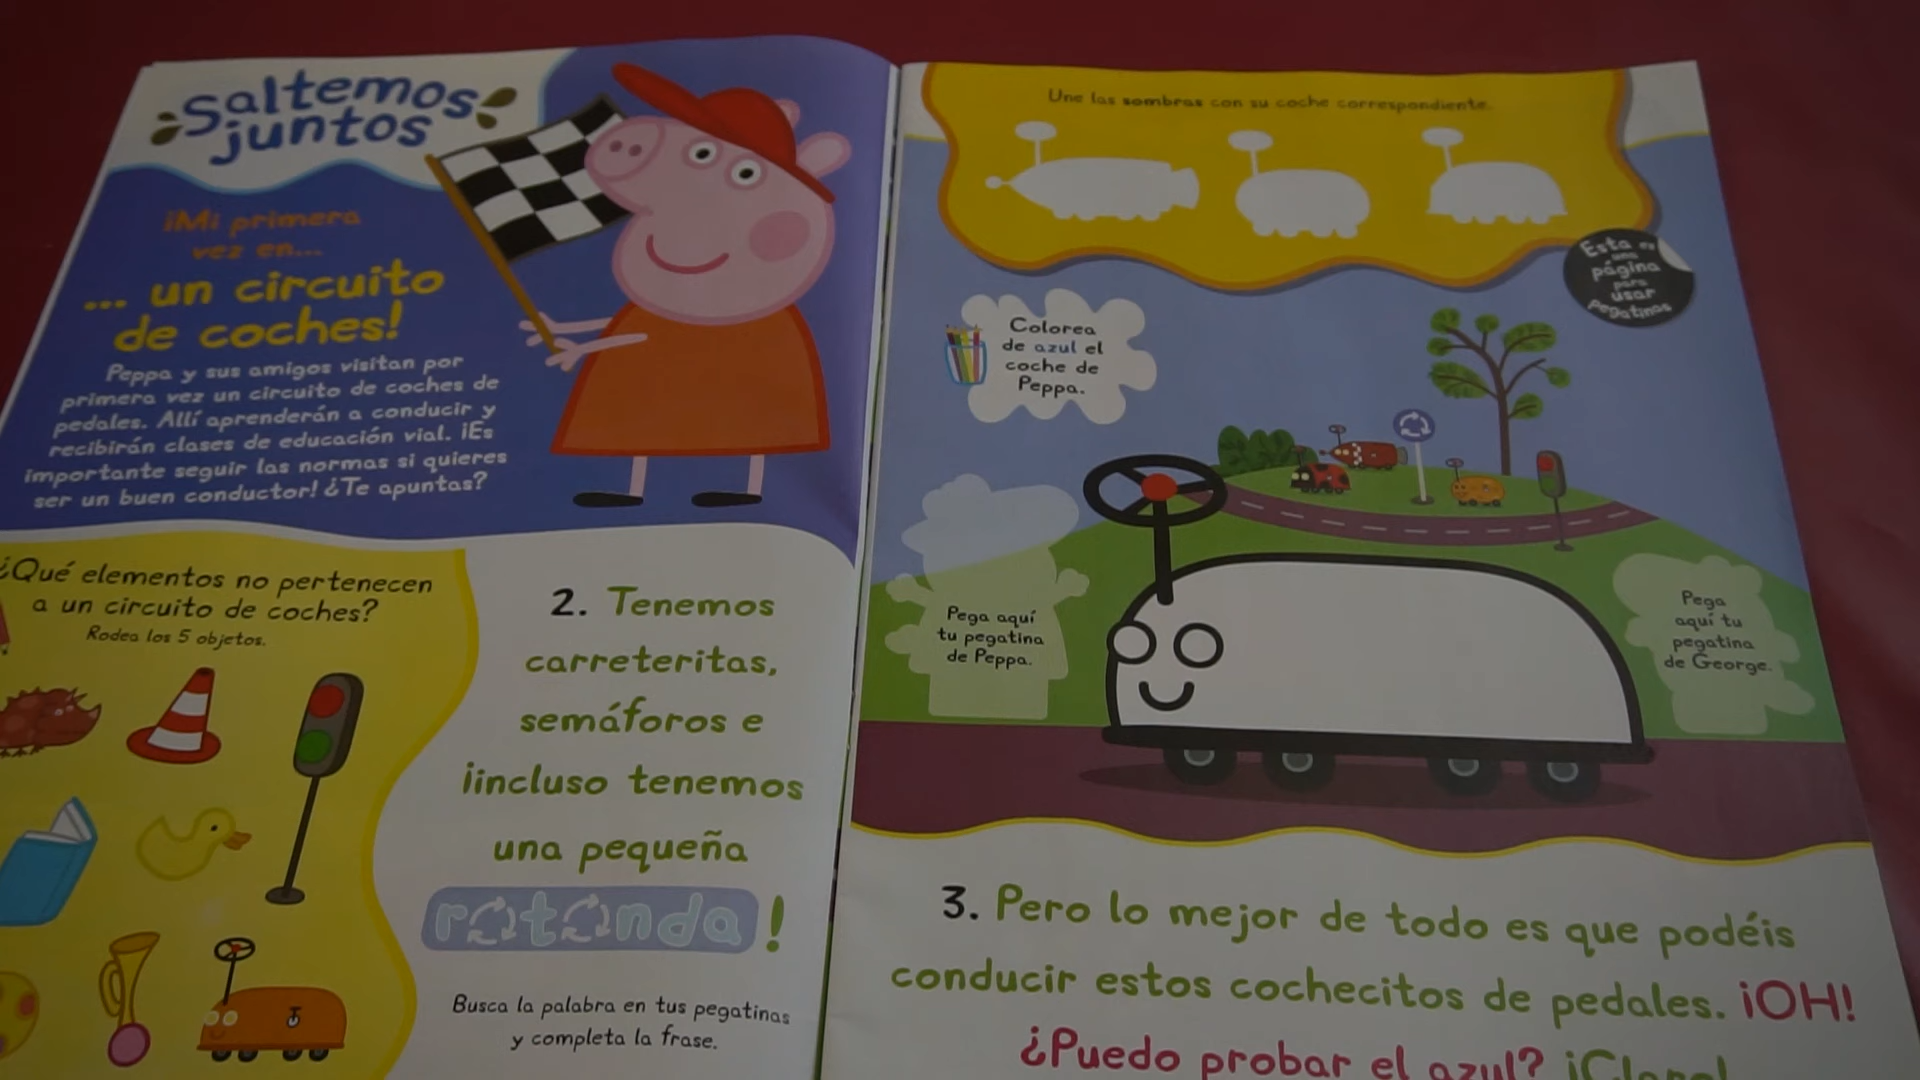 Saltemos
juntos
¡Mi primera
vez en...
... un circuito
de coches!
Peppa y sus amigos visitan por
primera vez un circuito de coches de
pedales. Allí aprenderán a conducir y
recibirán clases de educación vial. ¡Es
importante seguir las normas si quieres
ser un buen conductor! ¿Te apuntas?
¿Qué elementos no pertenecen
a un circuito de coches?
Rodea los 5 objetos.
2. Tenemos
carreteritas,
semáforos e
¡incluso tenemos
una pequeña
rotonda!
Busca la palabra en tus pegatinas
y completa la frase.
Une las sombras con su coche correspondiente.
Esta es
una
página
para
usar
pegatinas
Colorea
de azul el
coche de
Peppa.
Pega aquí
tu pegatina
de Peppa.
Pega
aquí tu
pegatina
de George.
3. Pero lo mejor de todo es que podéis
conducir estos cochecitos de pedales. ¡OH!
¿Puedo probar el azul? ¡Claro!